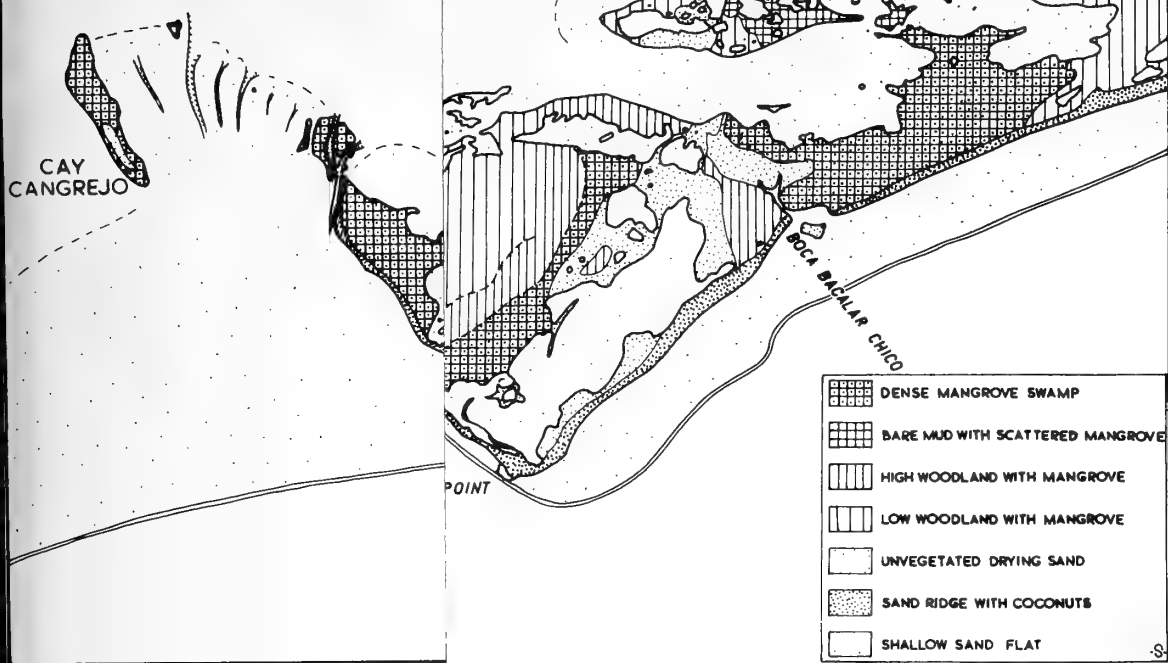 CAY
CANGREJO
BOCA BACALAR CHICO
POINT
DENSE MANGROVE SWAMP
BARE MUD WITH SCATTERED MANGROVE
HIGH WOODLAND WITH MANGROVE
LOW WOODLAND WITH MANGROVE
UNVEGETATED DRYING SAND
SAND RIDGE WITH COCONUTS
SHALLOW SAND FLAT
·S·